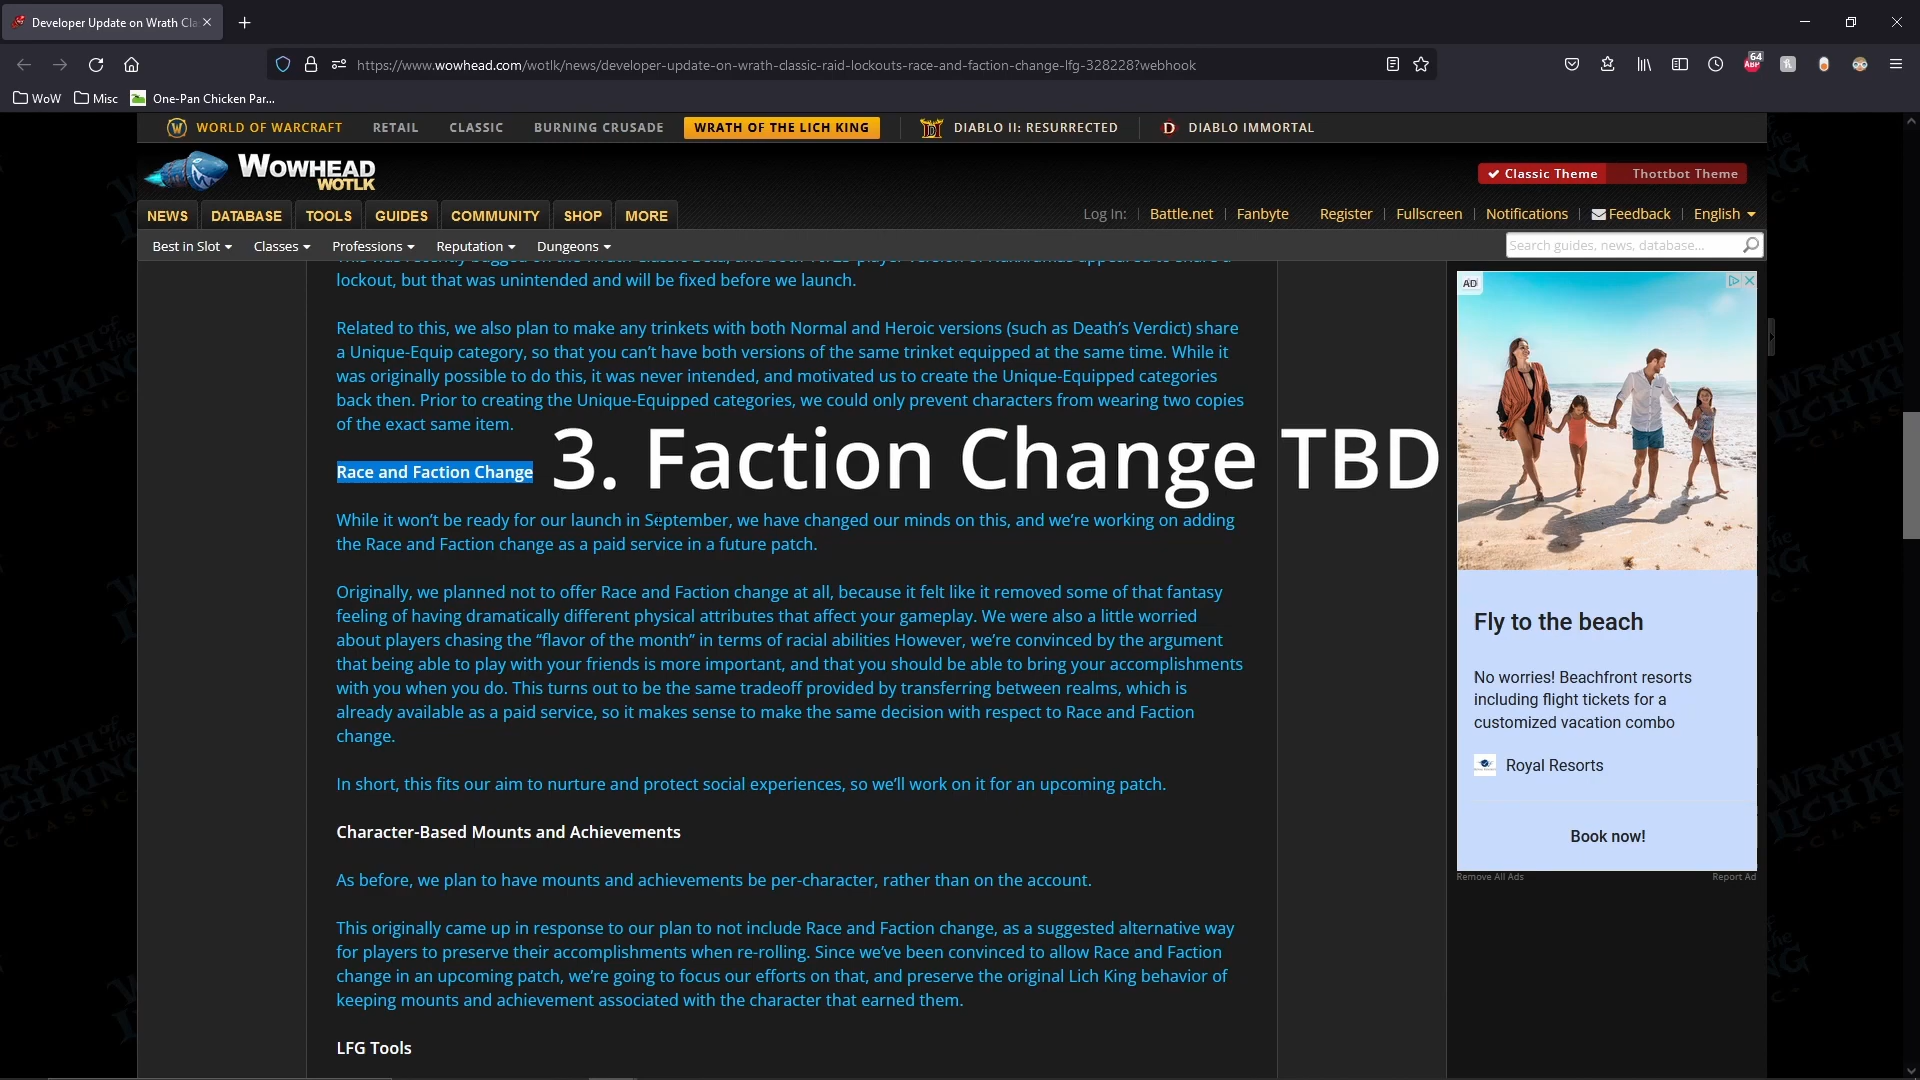 Developer Update on Wrath Cla
https://www.wowhead.com/wotlk/news/developer-update-on-wrath-classic-raid-lockouts-race-and-faction-change-lfg-328228?webhook
64
ABP
WoW Misc One-Pan Chicken Par...
WORLD OF WARCRAFT RETAIL CLASSIC BURNING CRUSADE WRATH OF THE LICH KING DIABLO II: RESURRECTED DIABLO IMMORTAL
WOWHEAD
WOTLK
Classic Theme Thottbot Theme
NEWS DATABASE TOOLS GUIDES COMMUNITY SHOP MORE
Log In: Battle.net Fanbyte Register Fullscreen Notifications Feedback English
Best in Slot Classes Professions Reputation Dungeons
Search guides, news, database...
lockout, but that was unintended and will be fixed before we launch.
Related to this, we also plan to make any trinkets with both Normal and Heroic versions (such as Death’s Verdict) share
a Unique-Equip category, so that you can’t have both versions of the same trinket equipped at the same time. While it
was originally possible to do this, it was never intended, and motivated us to create the Unique-Equipped categories
back then. Prior to creating the Unique-Equipped categories, we could only prevent characters from wearing two copies
of the exact same item.
Race and Faction Change
3. Faction Change TBD
While it won’t be ready for our launch in September, we have changed our minds on this, and we’re working on adding
the Race and Faction change as a paid service in a future patch.
Originally, we planned not to offer Race and Faction change at all, because it felt like it removed some of that fantasy
feeling of having dramatically different physical attributes that affect your gameplay. We were also a little worried
about players chasing the “flavor of the month” in terms of racial abilities However, we’re convinced by the argument
that being able to play with your friends is more important, and that you should be able to bring your accomplishments
with you when you do. This turns out to be the same tradeoff provided by transferring between realms, which is
already available as a paid service, so it makes sense to make the same decision with respect to Race and Faction
change.
In short, this fits our aim to nurture and protect social experiences, so we’ll work on it for an upcoming patch.
Character-Based Mounts and Achievements
As before, we plan to have mounts and achievements be per-character, rather than on the account.
This originally came up in response to our plan to not include Race and Faction change, as a suggested alternative way
for players to preserve their accomplishments when re-rolling. Since we’ve been convinced to allow Race and Faction
change in an upcoming patch, we’re going to focus our efforts on that, and preserve the original Lich King behavior of
keeping mounts and achievement associated with the character that earned them.
LFG Tools
AD
Fly to the beach
No worries! Beachfront resorts
including flight tickets for a
customized vacation combo
Royal Resorts
Book now!
Remove All Ads Report Ad